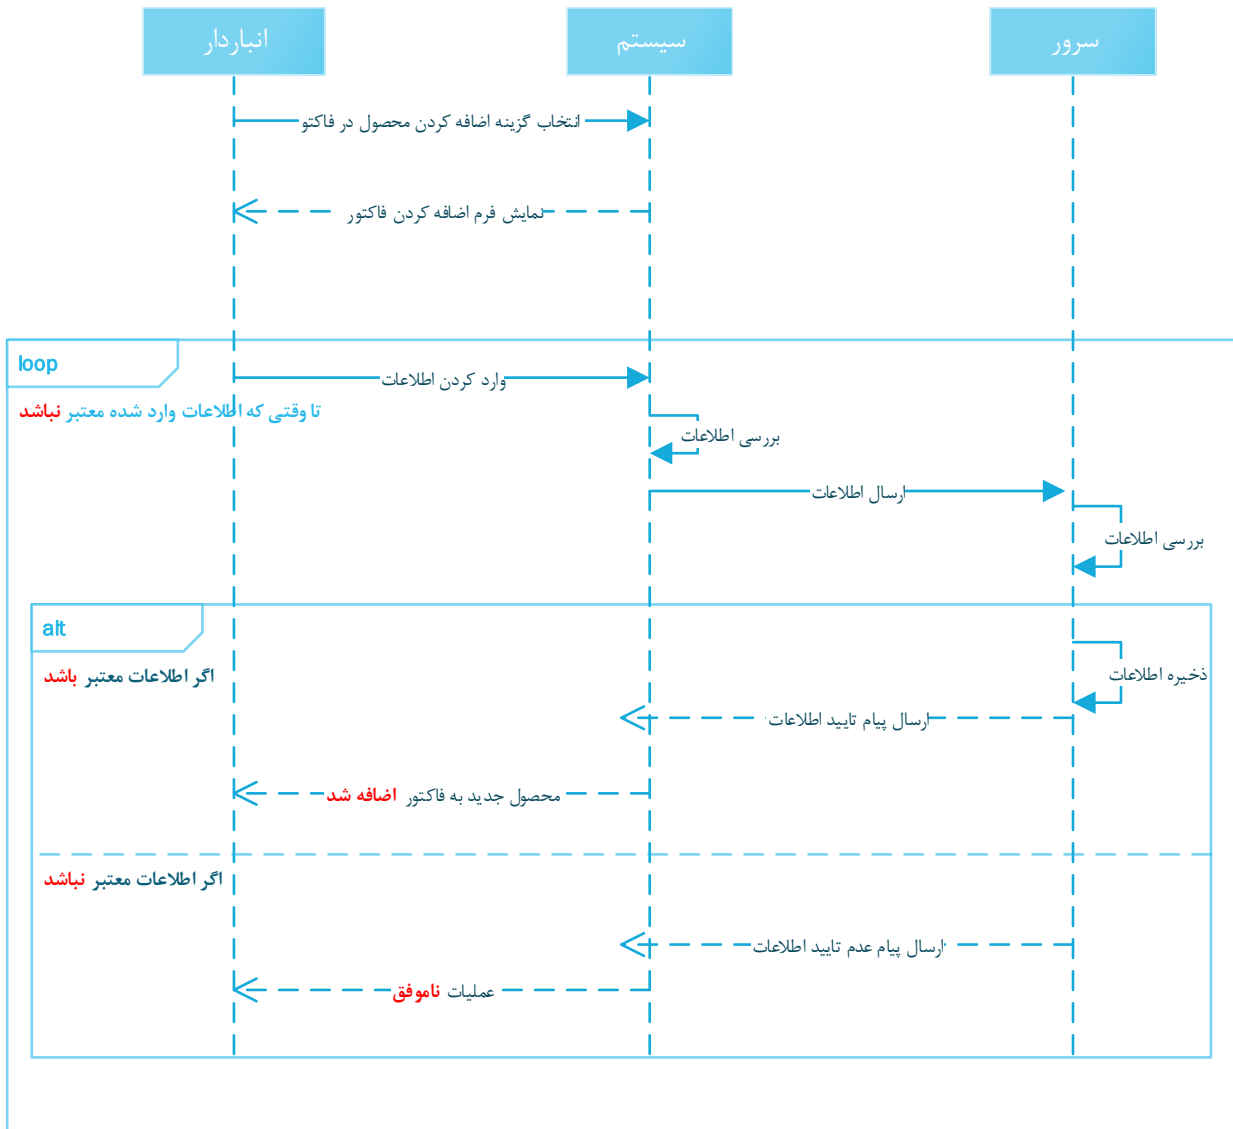 انباردار
سیستم
سرور
انتخاب گزینه اضافه کردن محصول در فاکتو
نمایش فرم اضافه کردن فاکتور
loop
وارد کردن اطلاعات
تا وقتی که اطلاعات وارد شده معتبر نباشد
بررسی اطلاعات
ارسال اطلاعات
بررسی اطلاعات
alt
اگر اطلاعات معتبر باشد
ذخیره اطلاعات
ارسال پیام تایید اطلاعات
محصول جدید به فاکتور اضافه شد
اگر اطلاعات معتبر نباشد
ارسال پیام عدم تایید اطلاعات
عملیات ناموفق